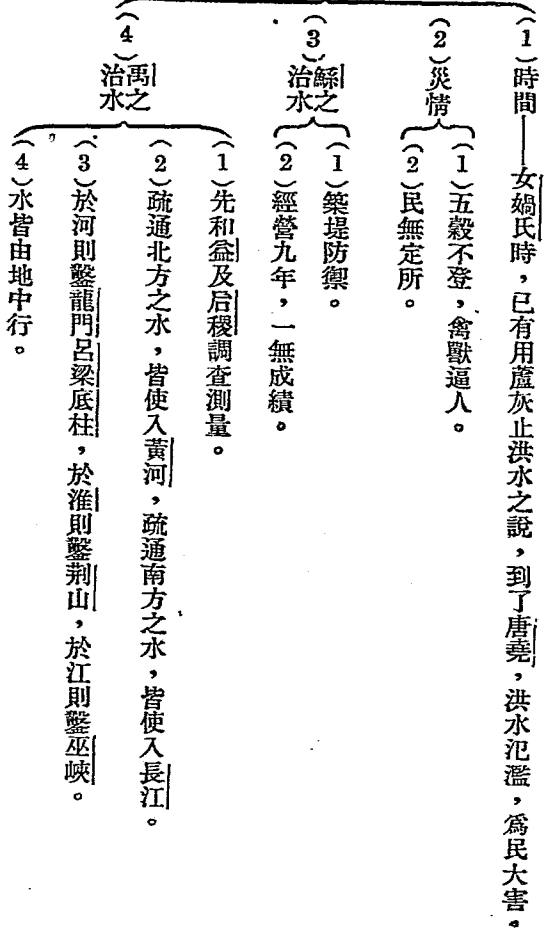 （1）時間——女媧氏時，已有用蘆灰止洪水之說，到了唐堯，洪水氾濫，爲民大害。
（2）災情
（1）五穀不登，禽獸逼人。
（2）民無定所。
（3）鯀之治水
（1）築堤防禦。
（2）經營九年，一無成績。
（4）禹之治水
（1）先和益及后稷調查測量。
（2）疏通北方之水，皆使入黃河，疏通南方之水，皆使入長江。
（3）於河則鑿龍門呂梁底柱，於淮則鑿荆山，於江則鑿巫峽。
（4）水皆由地中行。